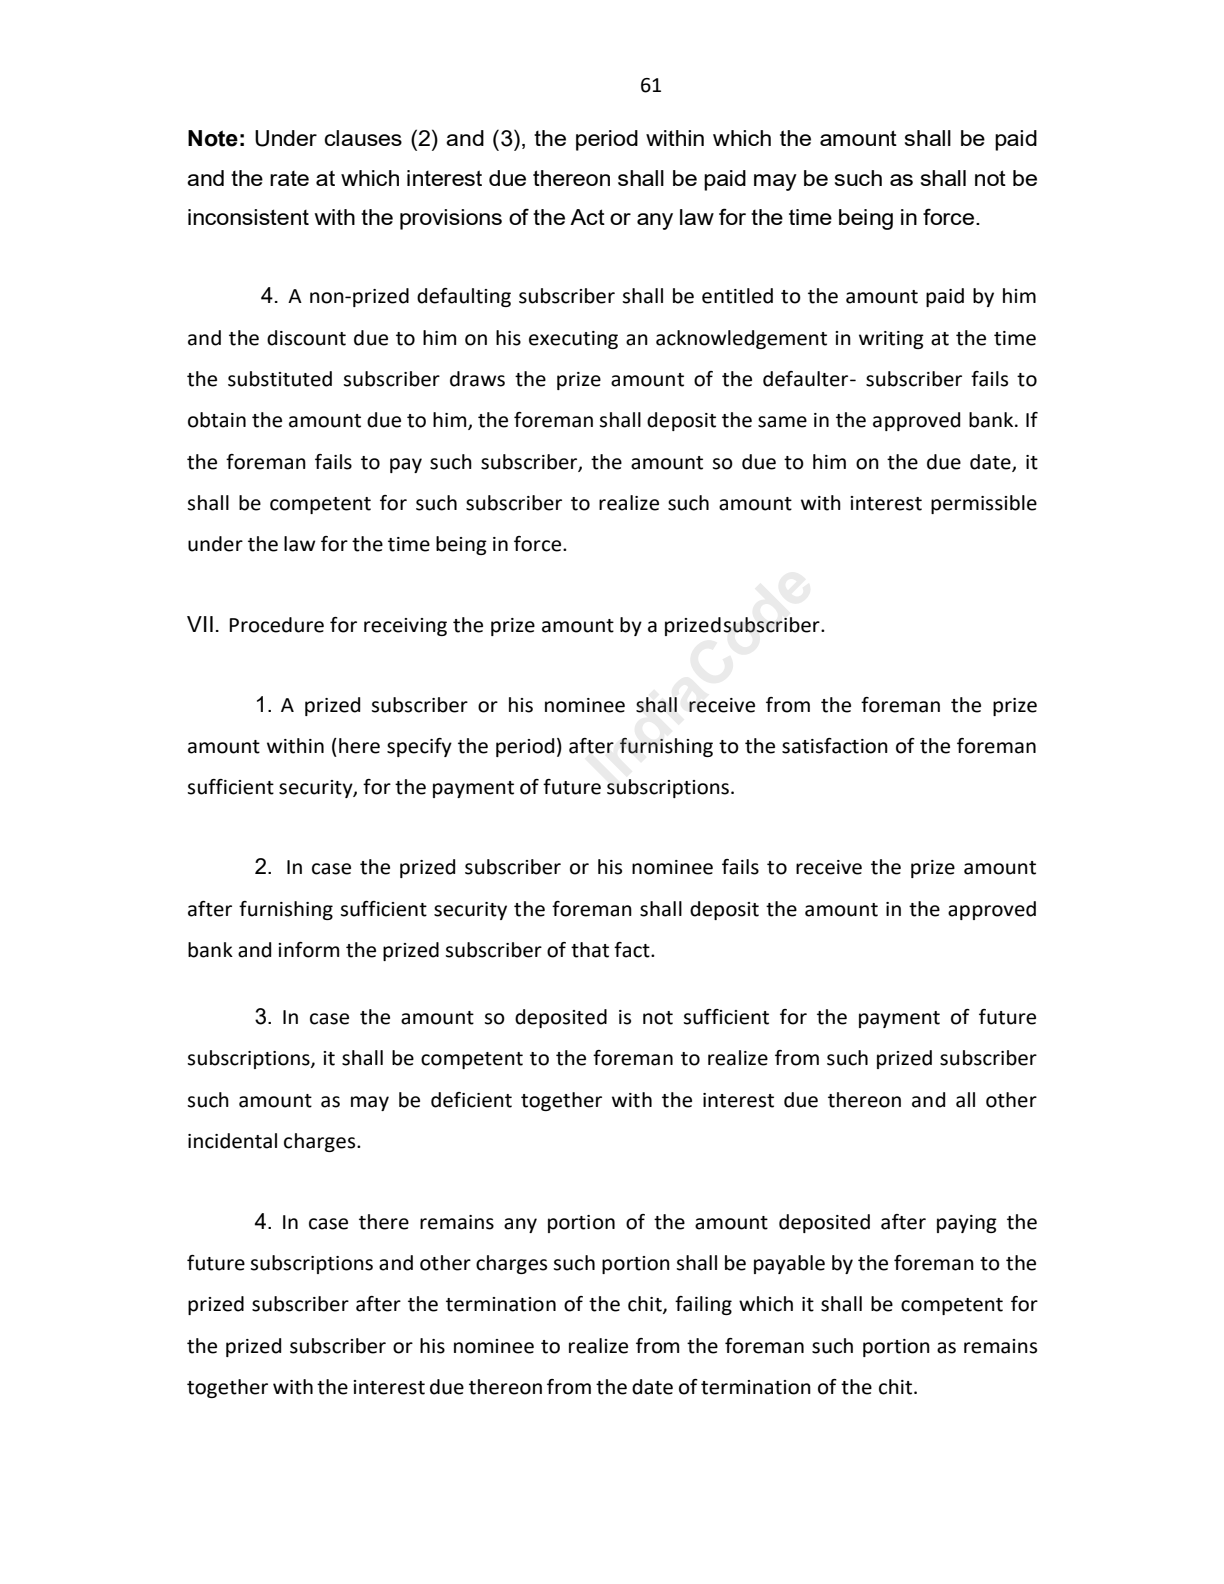 61
Note: Under clauses (2) and (3), the period within which the amount shall be paid
and the rate at which interest due thereon shall be paid may be such as shall not be
inconsistent with the provisions of the Act or any law for the time being in force.
4. A non-prized defaulting subscriber shall be entitled to the amount paid by him
and the discount due to him on his executing an acknowledgement in writing at the time
the substituted subscriber draws the prize amount of the defaulter- subscriber fails to
obtain the amount due to him, the foreman shall deposit the same in the approved bank. If
the foreman fails to pay such subscriber, the amount so due to him on the due date, it
shall be competent for such subscriber to realize such amount with interest permissible
under the law for the time being in force.
VII. Procedure for receiving the prize amount by a prizedsubscriber.
1. A prized subscriber or his nominee shall receive from the foreman the prize
amount within (here specify the period) after furnishing to the satisfaction of the foreman
sufficient security, for the payment of future subscriptions.
2. In case the prized subscriber or his nominee fails to receive the prize amount
after furnishing sufficient security the foreman shall deposit the amount in the approved
bank and inform the prized subscriber of that fact.
3. In case the amount so deposited is not sufficient for the payment of future
subscriptions, it shall be competent to the foreman to realize from such prized subscriber
such amount as may be deficient together with the interest due thereon and all other
incidental charges.
4. In case there remains any portion of the amount deposited after paying the
future subscriptions and other charges such portion shall be payable by the foreman to the
prized subscriber after the termination of the chit, failing which it shall be competent for
the prized subscriber or his nominee to realize from the foreman such portion as remains
together with the interest due thereon from the date of termination of the chit.
IndiaCode